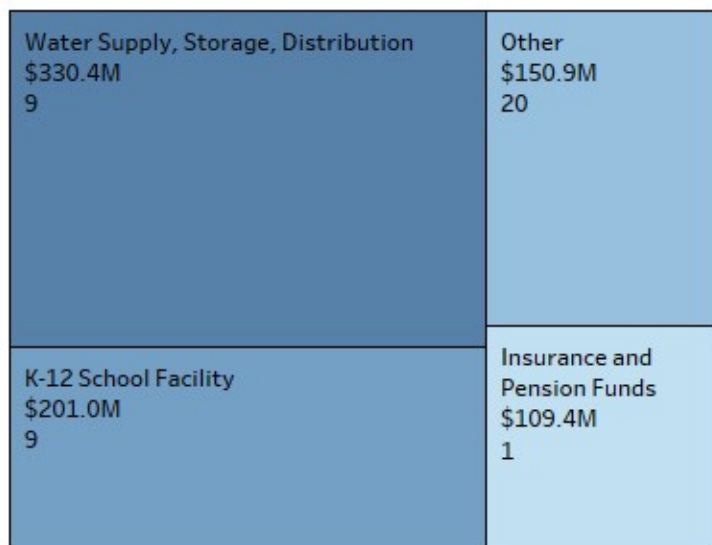 Water Supply, Storage, Distribution
$330.4M
9
Other
$150.9M
20
K-12 School Facility
$201.0M
9
Insurance and
Pension Funds
$109.4M
1